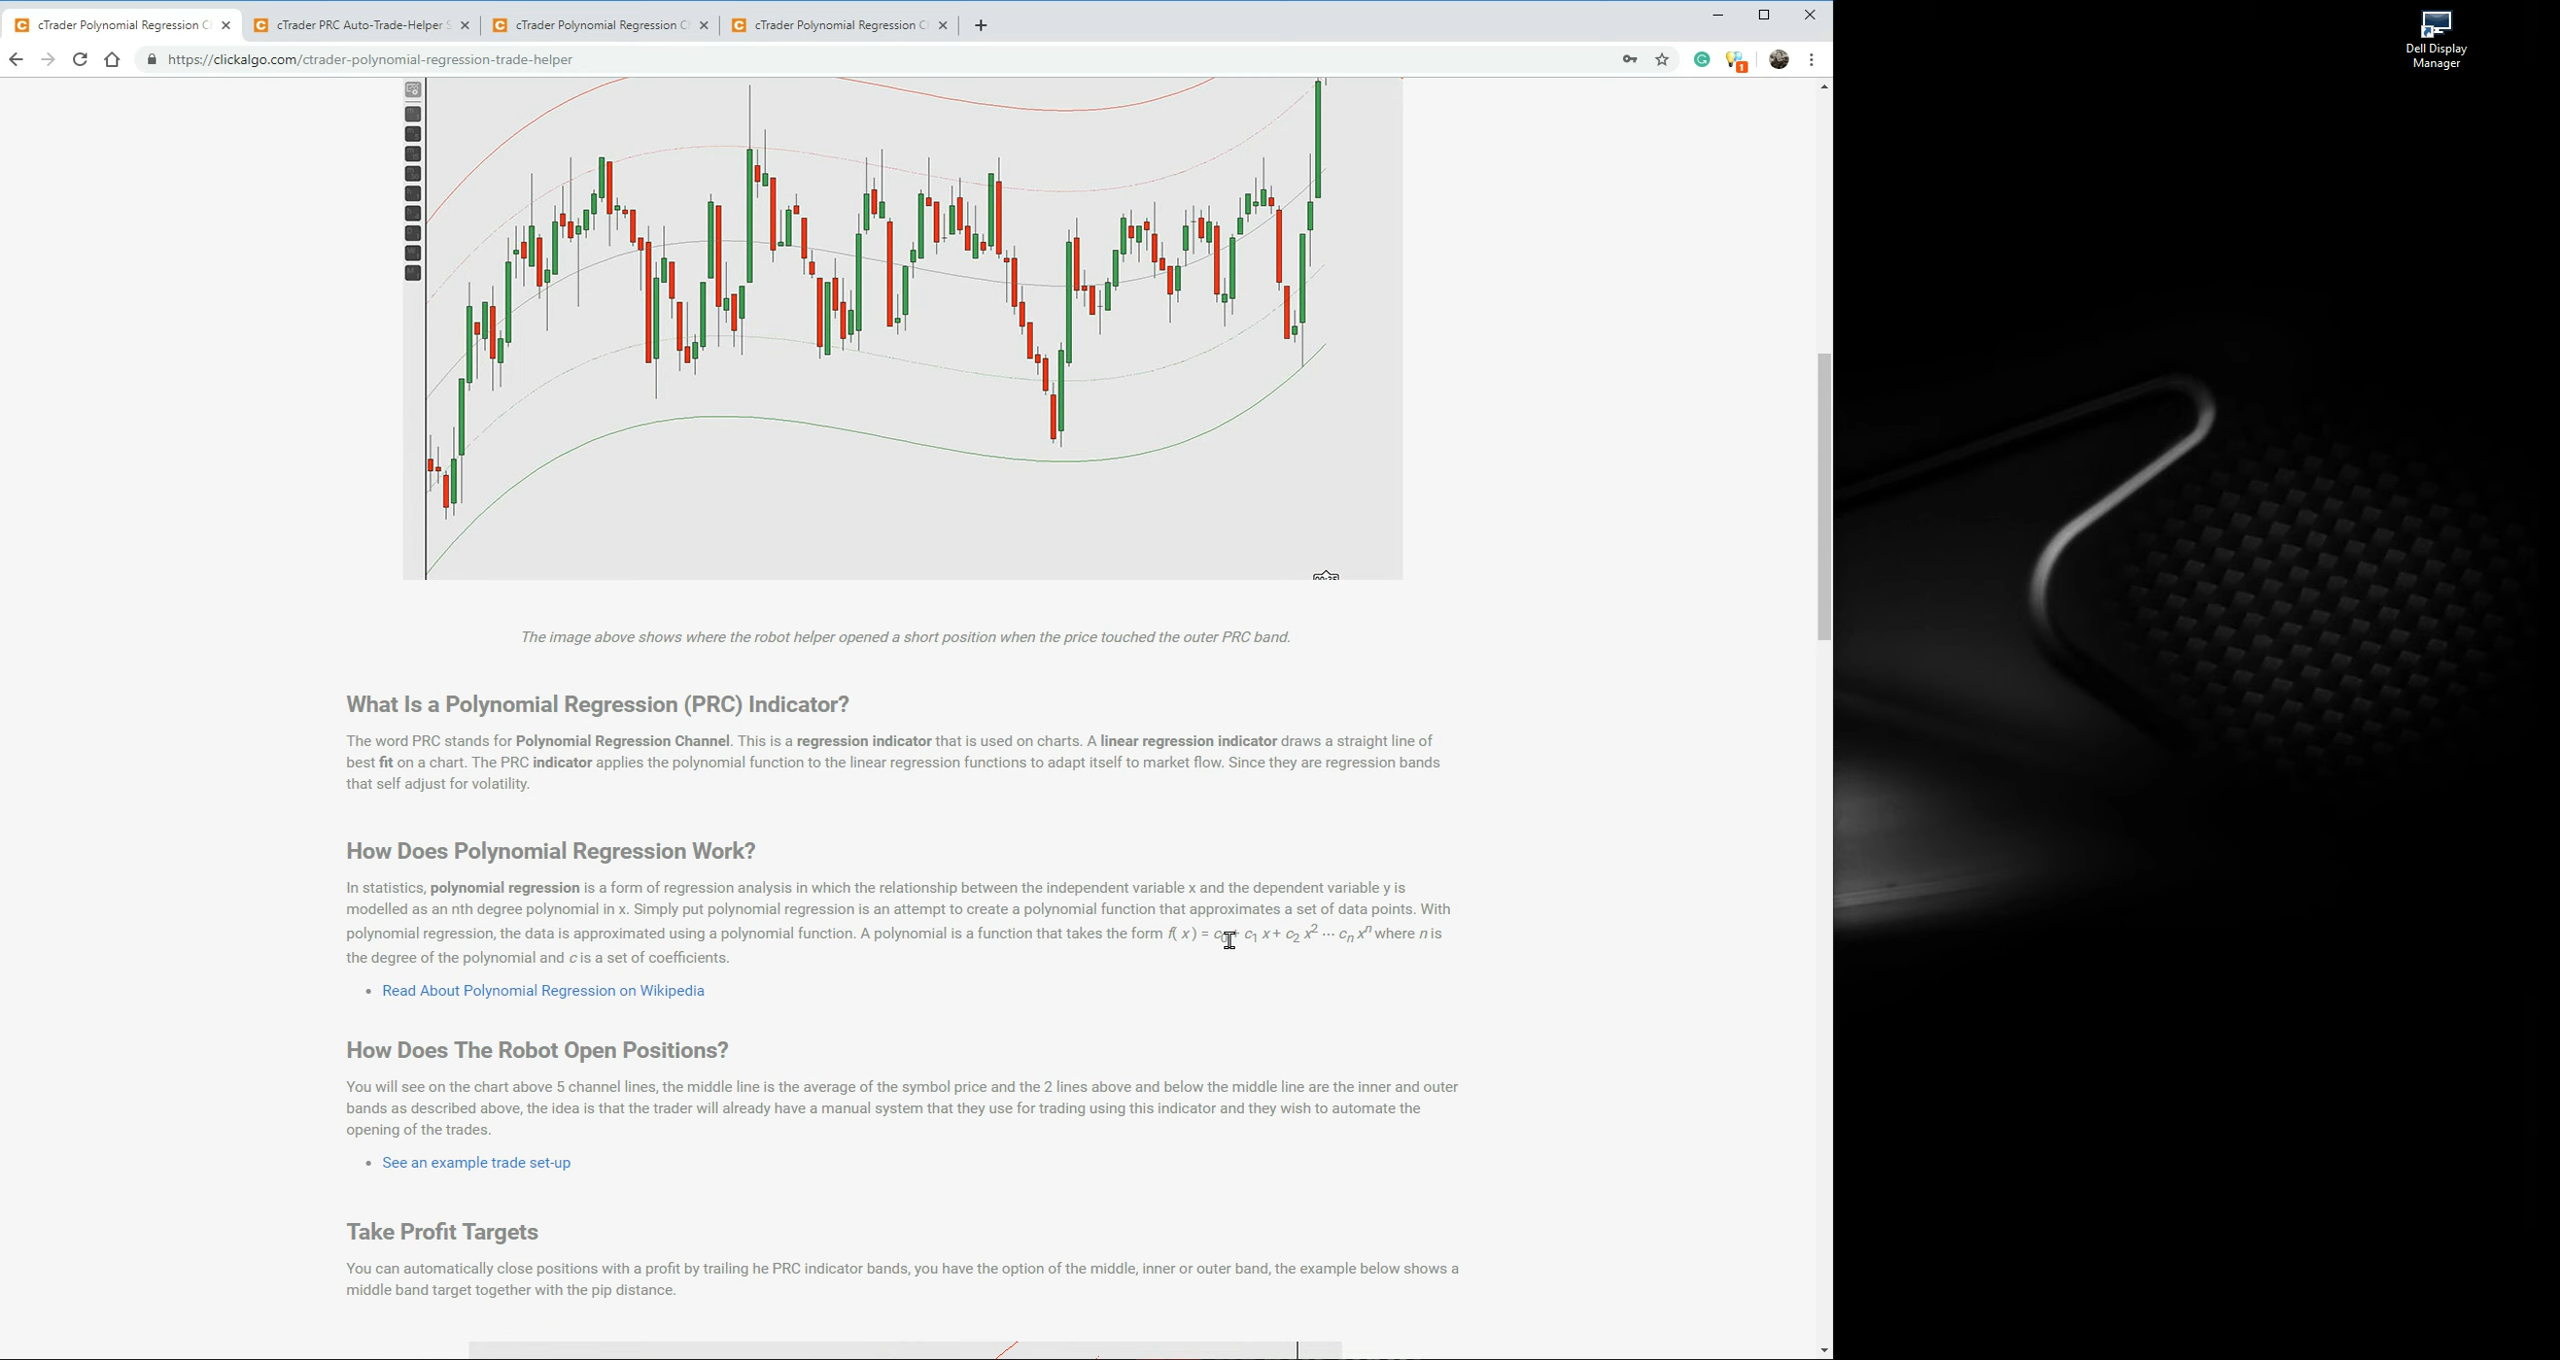 cTrader Polynomial Regression C
cTrader PRC Auto-Trade-Helper S
cTrader Polynomial Regression C
cTrader Polynomial Regression C
https://clickalgo.com/ctrader-polynomial-regression-trade-helper
1
Dell Display
Manager
The image above shows where the robot helper opened a short position when the price touched the outer PRC band.
What Is a Polynomial Regression (PRC) Indicator?
The word PRC stands for Polynomial Regression Channel. This is a regression indicator that is used on charts. A linear regression indicator draws a straight line of
best fit on a chart. The PRC indicator applies the polynomial function to the linear regression functions to adapt itself to market flow. Since they are regression bands
that self adjust for volatility.
How Does Polynomial Regression Work?
In statistics, polynomial regression is a form of regression analysis in which the relationship between the independent variable x and the dependent variable y is
modelled as an nth degree polynomial in x. Simply put polynomial regression is an attempt to create a polynomial function that approximates a set of data points. With
polynomial regression, the data is approximated using a polynomial function. A polynomial is a function that takes the form f( x ) = c0 + c1 x + c2 x2 ··· cn xn where n is
the degree of the polynomial and c is a set of coefficients.
• Read About Polynomial Regression on Wikipedia
How Does The Robot Open Positions?
You will see on the chart above 5 channel lines, the middle line is the average of the symbol price and the 2 lines above and below the middle line are the inner and outer
bands as described above, the idea is that the trader will already have a manual system that they use for trading using this indicator and they wish to automate the
opening of the trades.
• See an example trade set-up
Take Profit Targets
You can automatically close positions with a profit by trailing he PRC indicator bands, you have the option of the middle, inner or outer band, the example below shows a
middle band target together with the pip distance.